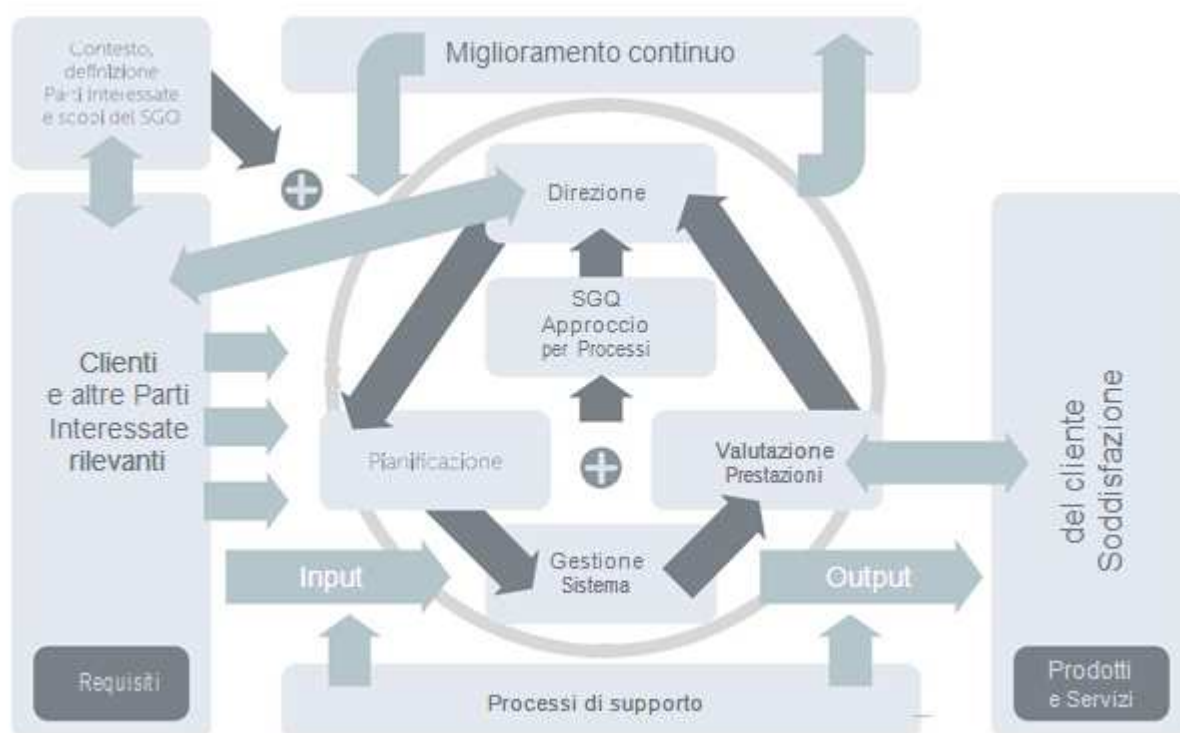 Contesto,
definizione
Parti Interessate
e scopi del SGQ
Miglioramento continuo
Direzione
SGQ
Approccio
per Processi
Clienti
e altre Parti
Interessate
rilevanti
Pianificazione
Valutazione
Prestazioni
del cliente
Soddisfazione
Gestione
Sistema
Input
Output
Requisiti
Processi di supporto
Prodotti
e Servizi